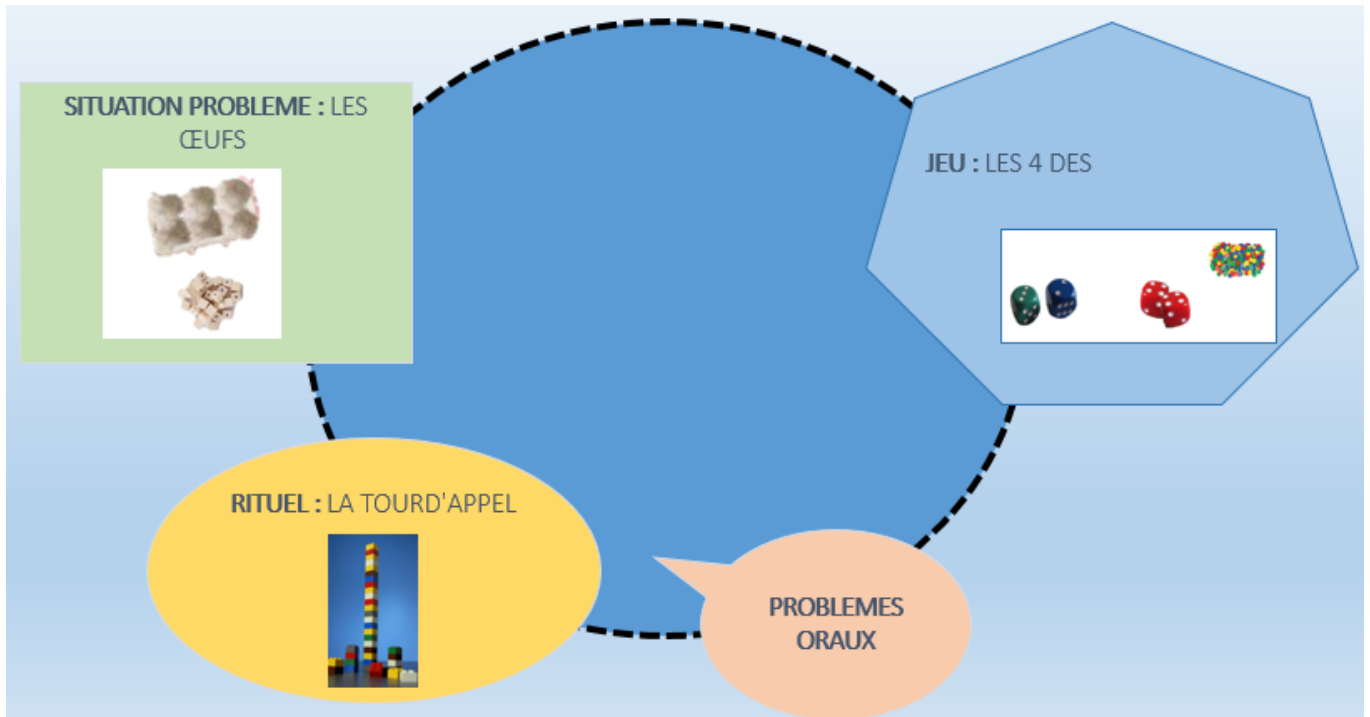 SITUATION PROBLEME : LES
ŒUFS
JEU : LES 4 DES
RITUEL : LA TOURD'APPEL
PROBLEMES
ORAUX